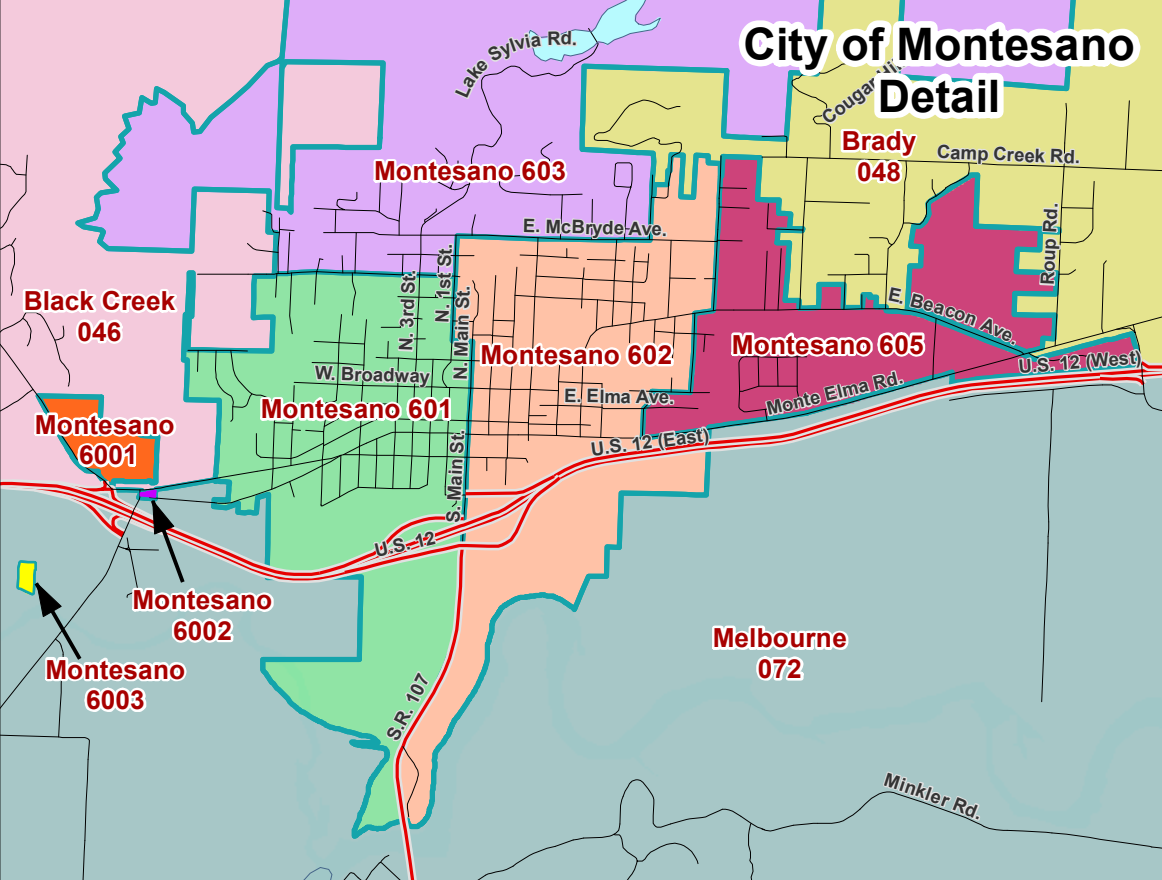 City of Montesano
Detail
Lake Sylvia Rd.
Cougar
Brady
048
Camp Creek Rd.
Montesano 603
E. McBryde Ave.
Roup Rd.
N. 3rd St.
N. 1st St.
N. Main St.
Black Creek
046
E. Beacon Ave.
Montesano 602
Montesano 605
U.S. 12 (West)
W. Broadway
E. Elma Ave.
Monte Elma Rd.
Montesano 601
Montesano
6001
U.S. 12 (East)
S. Main St.
U.S. 12
Montesano
6002
Montesano
6003
Melbourne
072
S.R. 107
Minkler Rd.